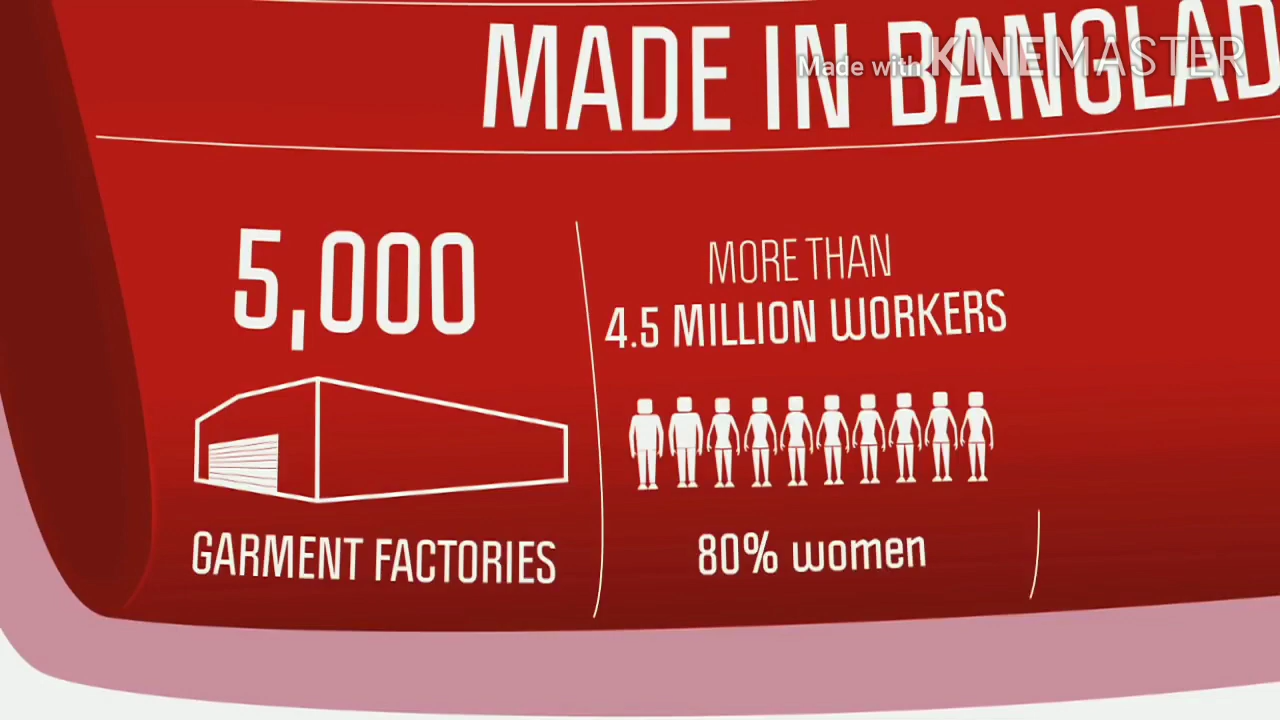 MADE IN BANGLAD
Made with KINEMASTER
5,000
GARMENT FACTORIES
MORE THAN
4.5 MILLION WORKERS
80% women